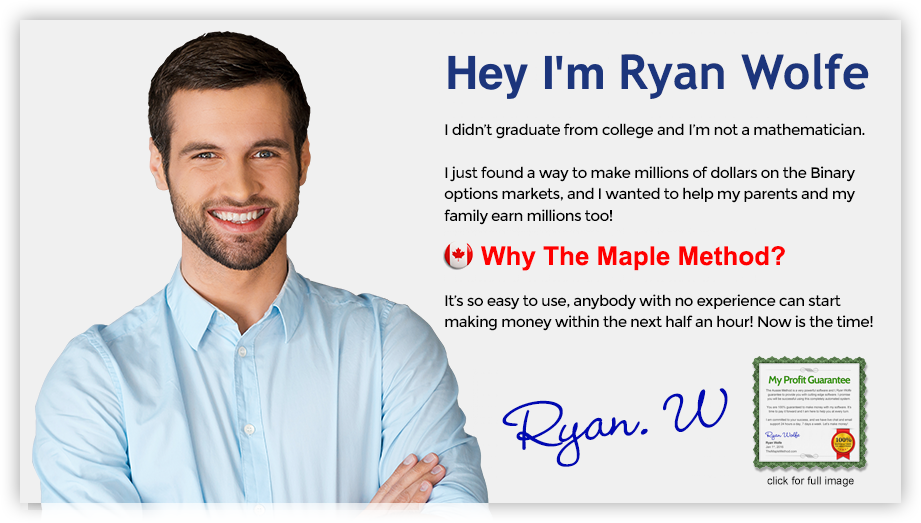 Hey I'm Ryan Wolfe
I didn't graduate from college and I'm not a mathematician.
I just found a way to make millions of dollars on the Binary
options markets, and I wanted to help my parents and my
family earn millions too!
Why The Maple Method?
It's so easy to use, anybody with no experience can start
making money within the next half an hour! Now is the time!
Ryan. W
My Profit Guarantee
Ryan Wolfe
Ryan Wolfe
100%
click for full image